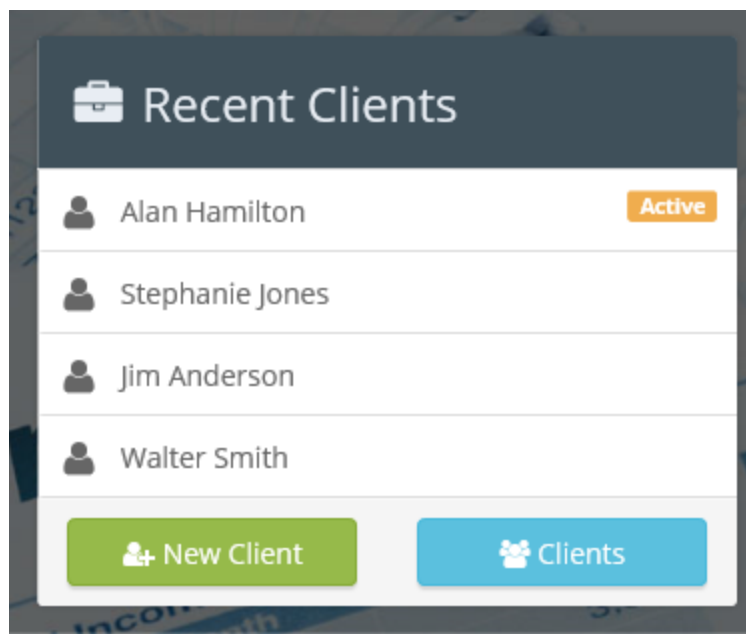 Recent Clients
Alan Hamilton
Active
Stephanie Jones
Jim Anderson
Walter Smith
New Client
Clients